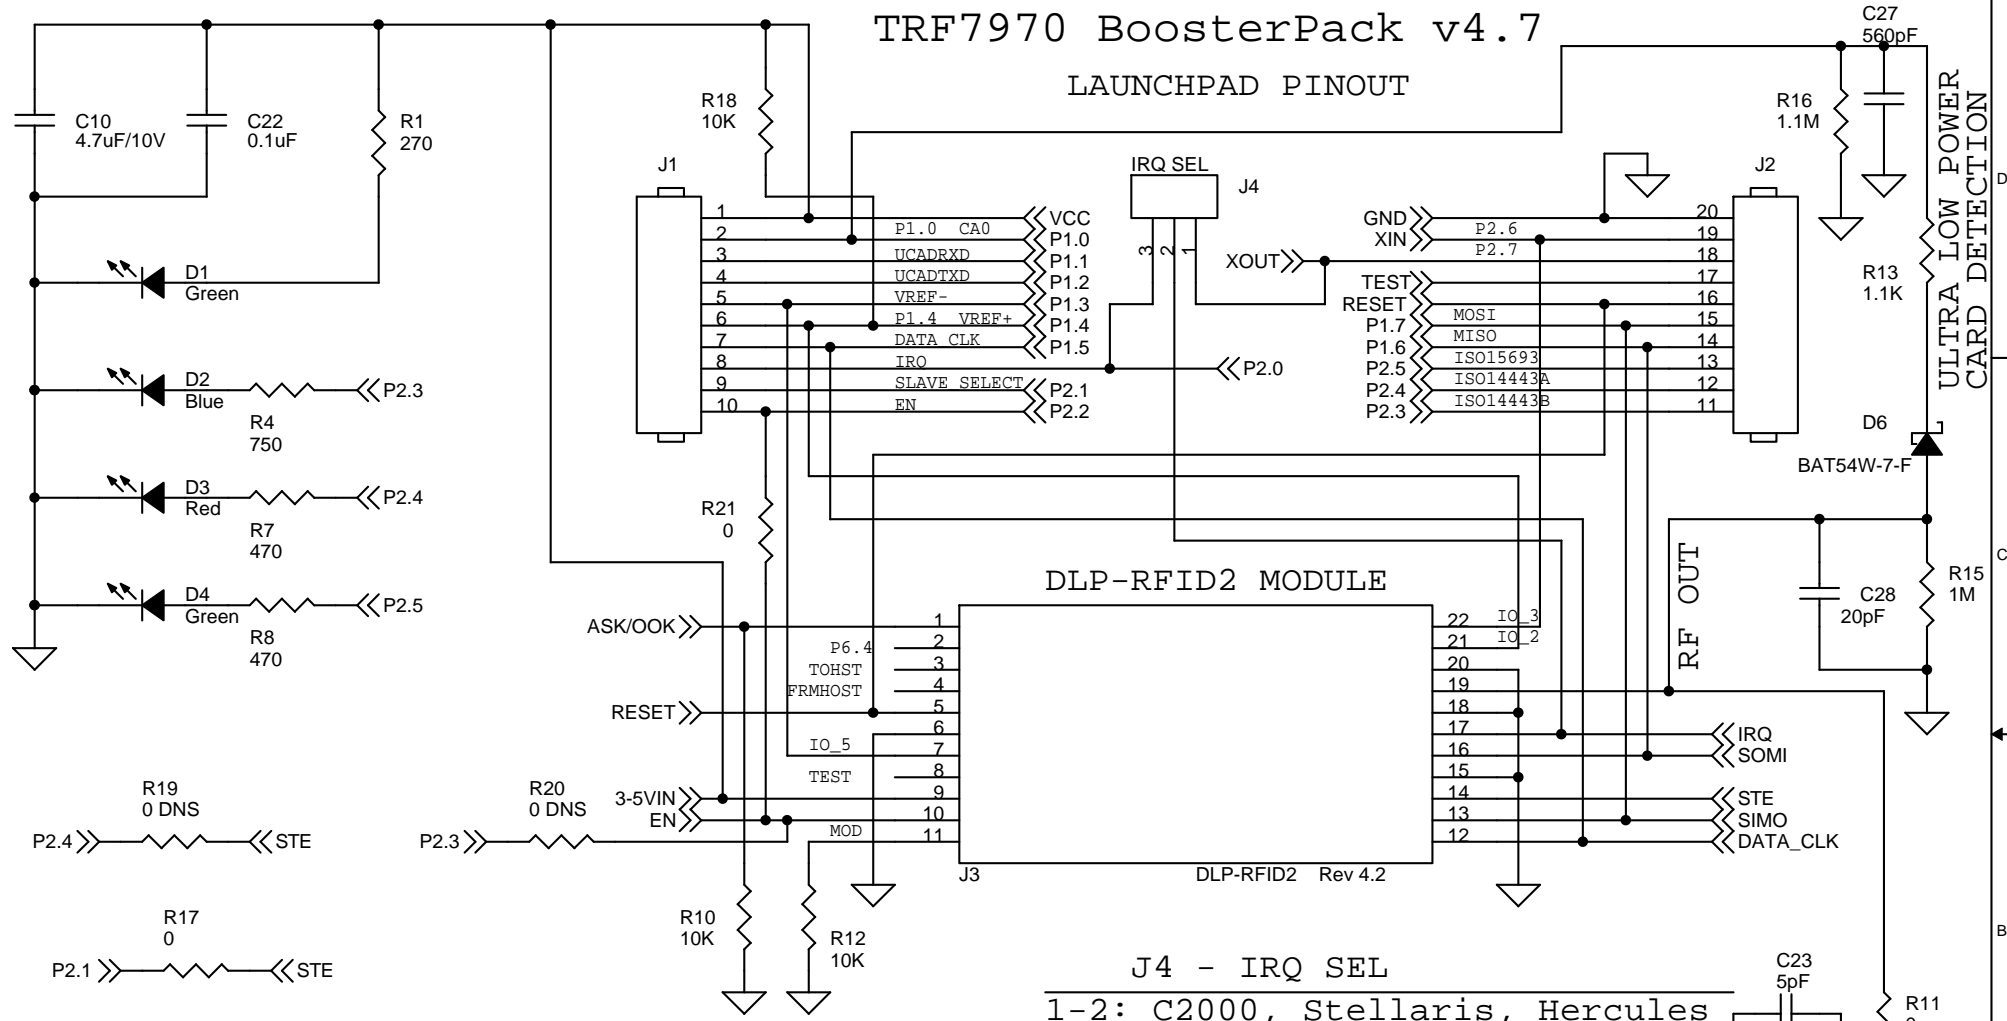 TRF7970 BoosterPack v4.7
LAUNCHPAD PINOUT
C27
560pF
C10
4.7uF/10V
C22
0.1uF
R1
270
R18
10K
R16
1.1M
ULTRA LOW POWER
CARD DETECTION
D
J1
IRQ SEL
J4
J2
1
2
3
4
5
6
7
8
9
10
P1.0 CA0
UCADRXD
UCADTXD
VREF-
P1.4 VREF+
DATA CLK
IRQ
SLAVE SELECT
EN
VCC
P1.0
P1.1
P1.2
P1.3
P1.4
P1.5
P2.0
P2.1
P2.2
3
2
1
XOUT
GND
XIN
TEST
RESET
P1.7
P1.6
P2.5
P2.4
P2.3
P2.6
P2.7
MOSI
MISO
ISO15693
ISO14443A
ISO14443B
20
19
18
17
16
15
14
13
12
11
R13
1.1K
D6
BAT54W-7-F
D1
Green
D2
Blue
R4
750
P2.3
D3
Red
R7
470
P2.4
D4
Green
R8
470
P2.5
R21
0
C
RF OUT
C28
20pF
R15
1M
DLP-RFID2 MODULE
ASK/OOK
RESET
3-5VIN
EN
P6.4
TOHST
FRMHOST
IO_5
TEST
MOD
1
2
3
4
5
6
7
8
9
10
11
22
21
20
19
18
17
16
15
14
13
12
IO_3
IO_2
IRQ
SOMI
STE
SIMO
DATA_CLK
J3
DLP-RFID2 Rev 4.2
R19
0 DNS
P2.4
STE
R20
0 DNS
P2.3
R17
0
P2.1
STE
R10
10K
R12
10K
B
J4 - IRQ SEL
1-2: C2000, Stellaris, Hercules
C23
5pF
R11